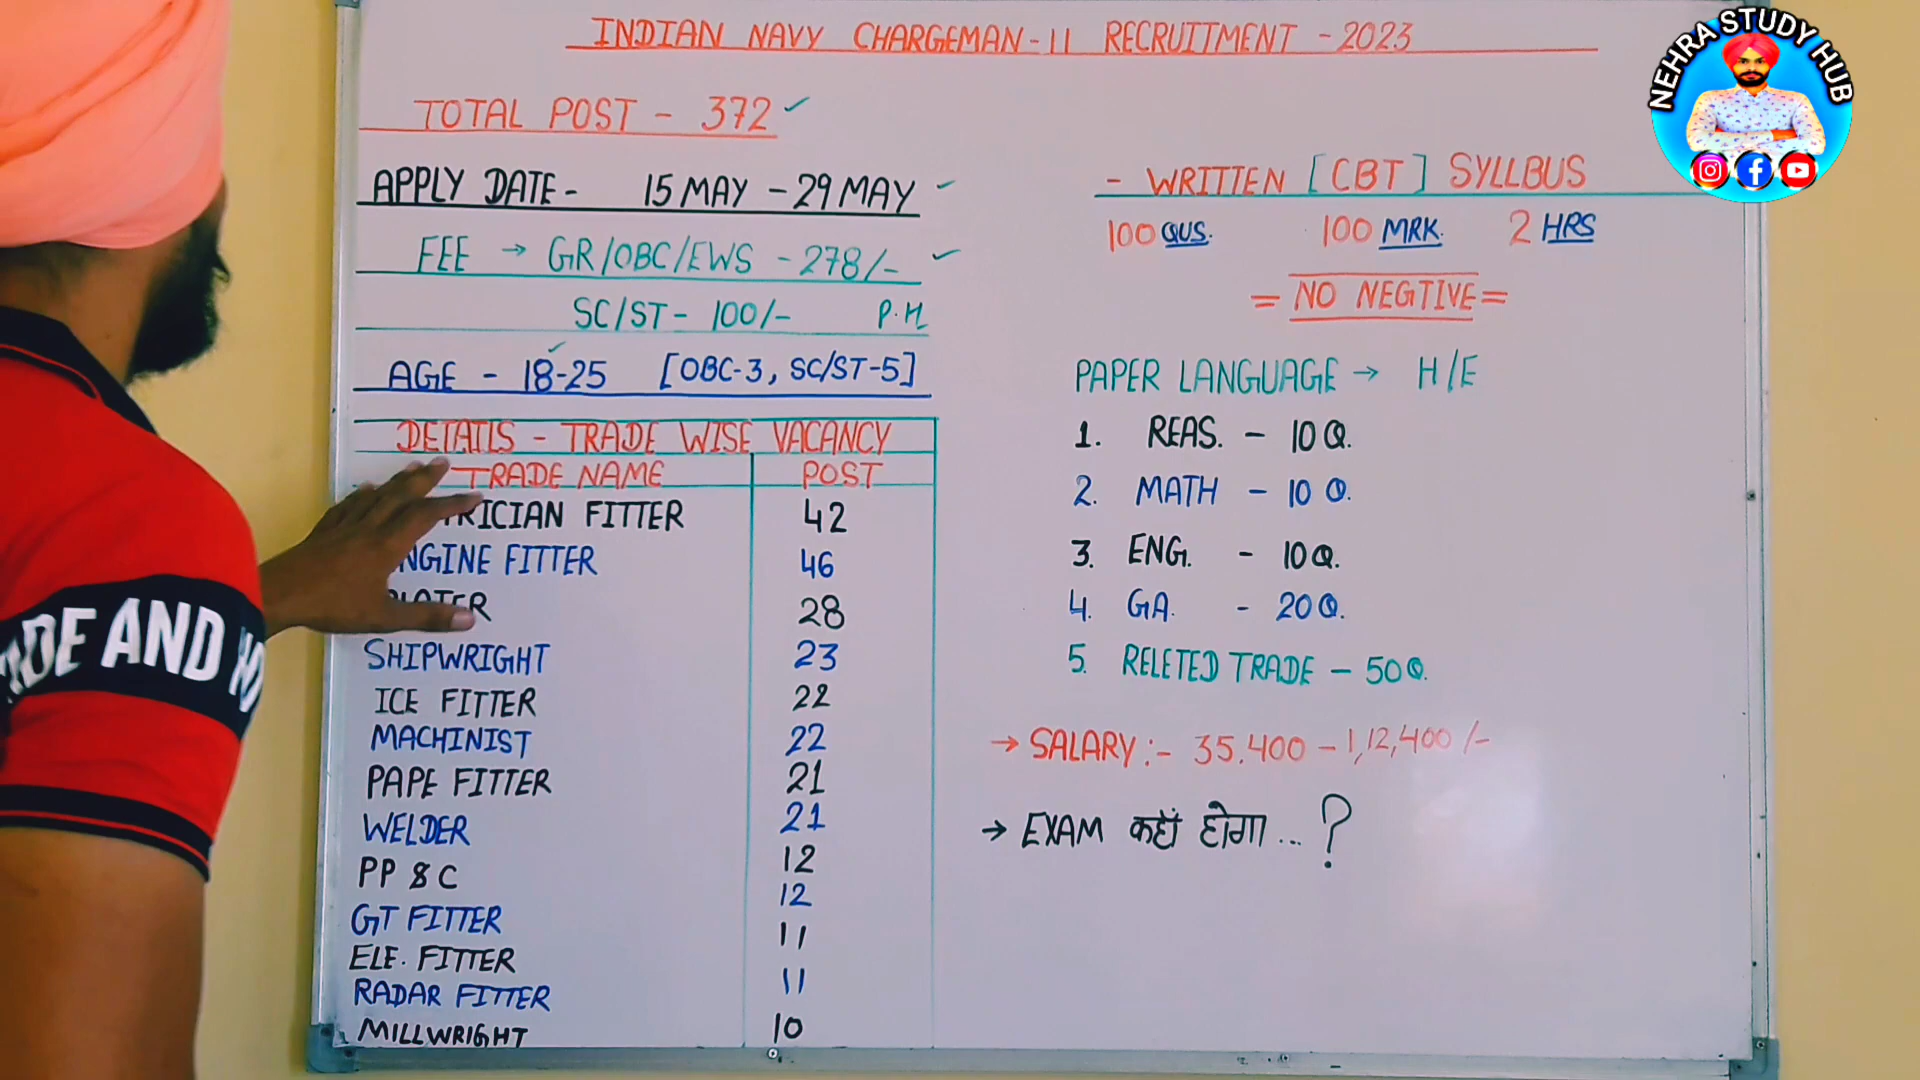 INDIAN NAVY CHARGEMAN-11 RECRUITMENT - 2023
TOTAL POST - 372
APPLY DATE - 15 MAY - 29 MAY
FEE → GR/OBC/EWS - 278/-
SC/ST - 100/- P.H
AGE - 18-25 [OBC-3, SC/ST-5]
DETAILS - TRADE WISE VACANCY
TRADE NAME POST
TRICIAN FITTER 42
NGINE FITTER 46
28
SHIPWRIGHT 23
ICE FITTER 22
MACHINIST 22
PAPE FITTER 21
WELDER 21
PP & C 12
GT FITTER 12
ELE. FITTER 11
RADAR FITTER 11
MILLWRIGHT 10
- WRITTEN [CBT] SYLLBUS
100 QUS. 100 MRK. 2 HRS
= NO NEGTIVE =
PAPER LANGUAGE → H/E
1. REAS. - 10 Q.
2. MATH - 10 Q.
3. ENG. - 10 Q.
4. GA. - 20 Q.
5. RELETED TRADE - 50 Q.
→ SALARY :- 35,400 - 1,12,400/-
→ EXAM कहाँ होगा ... ?
NEHRA STUDY HUB
DE AND